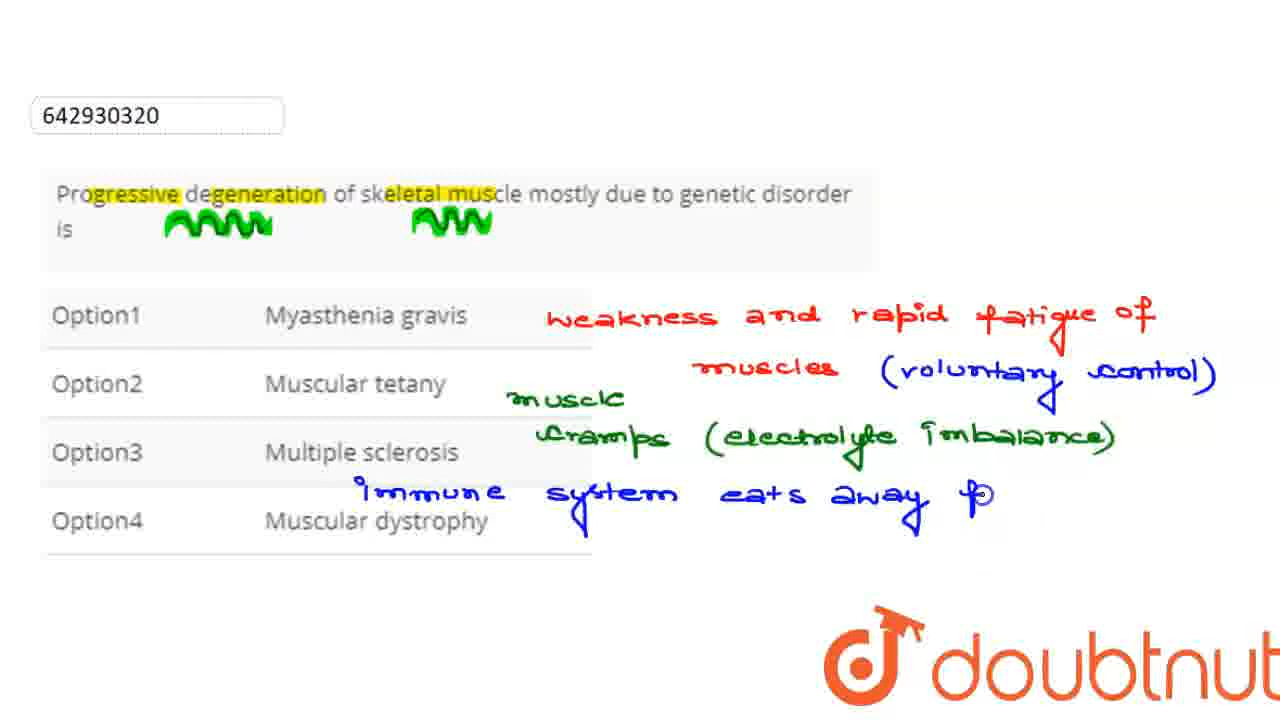 642930320
Progressive degeneration of skeletal muscle mostly due to genetic disorder
is
Option1 Myasthenia gravis weakness and rapid fatigue of
muscles (voluntary control)
Option2 Muscular tetany muscle
cramps (electrolyte imbalance)
Option3 Multiple sclerosis
immune system eats away
Option4 Muscular dystrophy
doubtnut